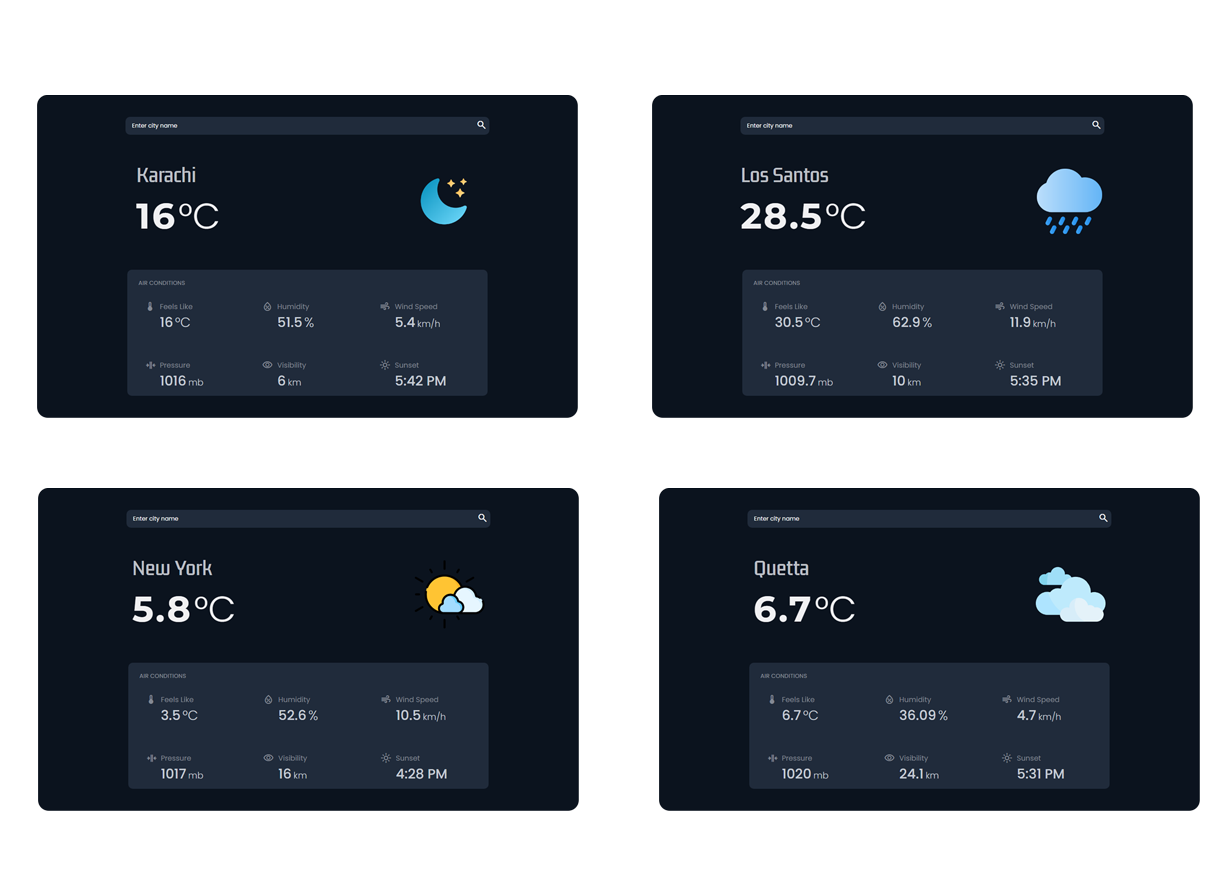 Enter city name
Karachi
16°C
AIR CONDITIONS
Feels Like Humidity Wind Speed
16°C 51.5% 5.4 km/h
Pressure Visibility Sunset
1016 mb 6 km 5:42 PM
Enter city name
Los Santos
28.5°C
AIR CONDITIONS
Feels Like Humidity Wind Speed
30.5°C 62.9% 11.9 km/h
Pressure Visibility Sunset
1009.7 mb 10 km 5:35 PM
Enter city name
New York
5.8°C
AIR CONDITIONS
Feels Like Humidity Wind Speed
3.5°C 52.6% 10.5 km/h
Pressure Visibility Sunset
1017 mb 16 km 4:28 PM
Enter city name
Quetta
6.7°C
AIR CONDITIONS
Feels Like Humidity Wind Speed
6.7°C 36.09% 4.7 km/h
Pressure Visibility Sunset
1020 mb 24.1 km 5:31 PM